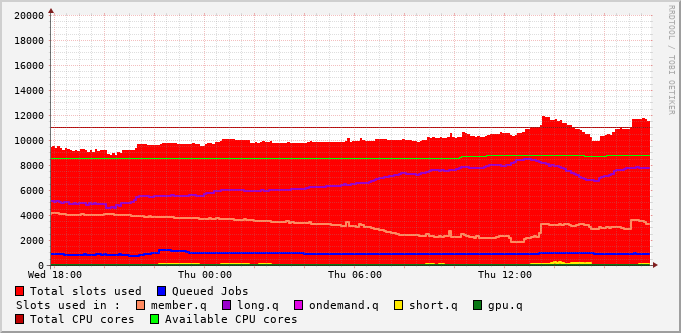 20000
18000
16000
14000
12000
10000
8000
6000
4000
2000
0
Wed 18:00 Thu 00:00 Thu 06:00 Thu 12:00
Total slots used Queued Jobs
Slots used in : member.q long.q ondemand.q short.q gpu.q
Total CPU cores Available CPU cores
RRDTOOL / TOBI OETIKER